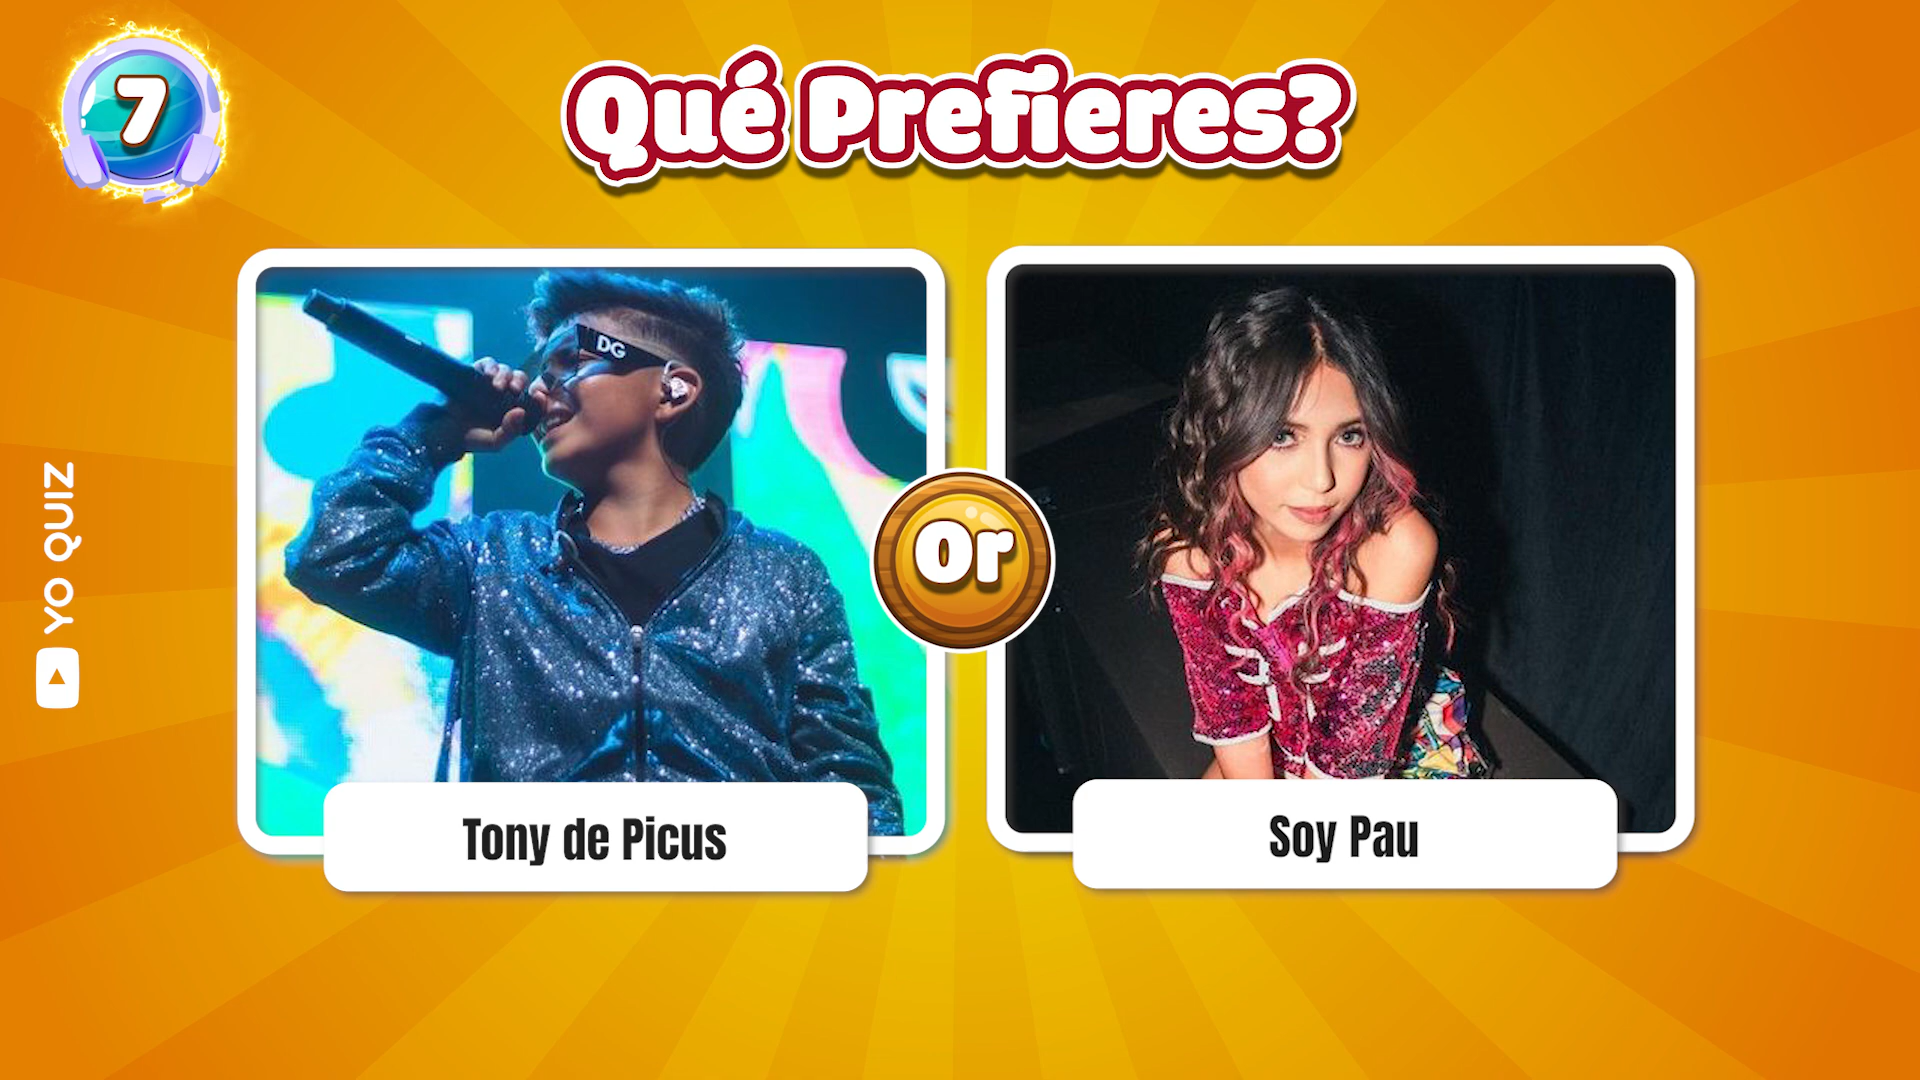 7
Qué Prefieres?
DG
Or
YO QUIZ
Tony de Picus
Soy Pau